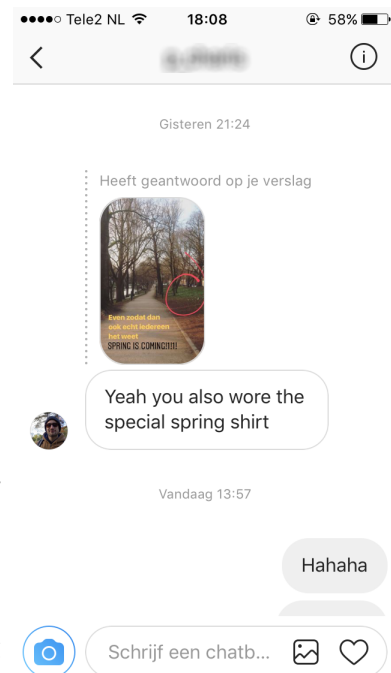 Tele2 NL 18:08 58%
Gisteren 21:24
Heeft geantwoord op je verslag
Even zodat dan
ook echt iedereen
het weet
SPRING IS COMING!!!!!
Yeah you also wore the
special spring shirt
Vandaag 13:57
Hahaha
Schrijf een chatb...